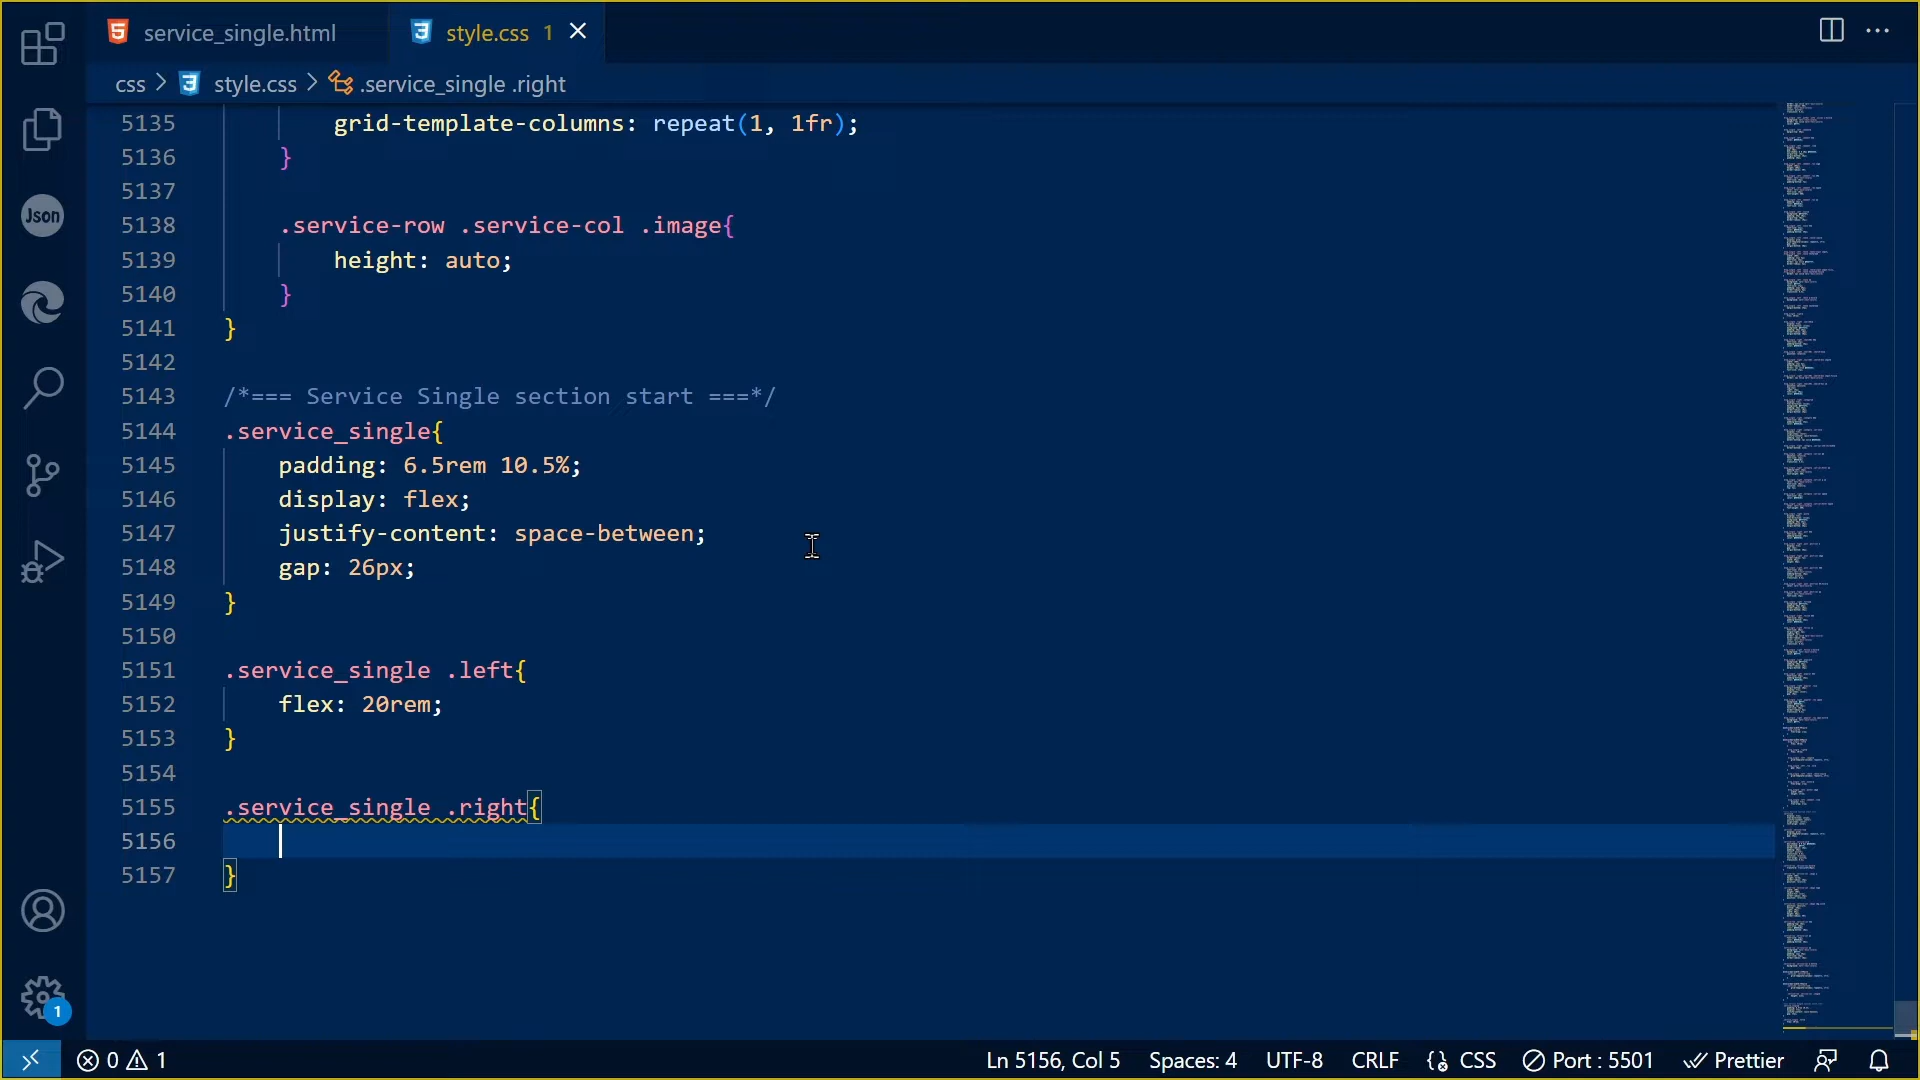 service_single.html
style.css 1
css > style.css > .service_single .right
5135 grid-template-columns: repeat(1, 1fr);
5136 }
5137
5138 .service-row .service-col .image{
5139 height: auto;
5140 }
5141 }
5142
5143 /*=== Service Single section start ===*/
5144 .service_single{
5145 padding: 6.5rem 10.5%;
5146 display: flex;
5147 justify-content: space-between;
5148 gap: 26px;
5149 }
5150
5151 .service_single .left{
5152 flex: 20rem;
5153 }
5154
5155 .service_single .right{
5156
5157 }
Json
1
0 1 Ln 5156, Col 5 Spaces: 4 UTF-8 CRLF CSS Port : 5501 Prettier